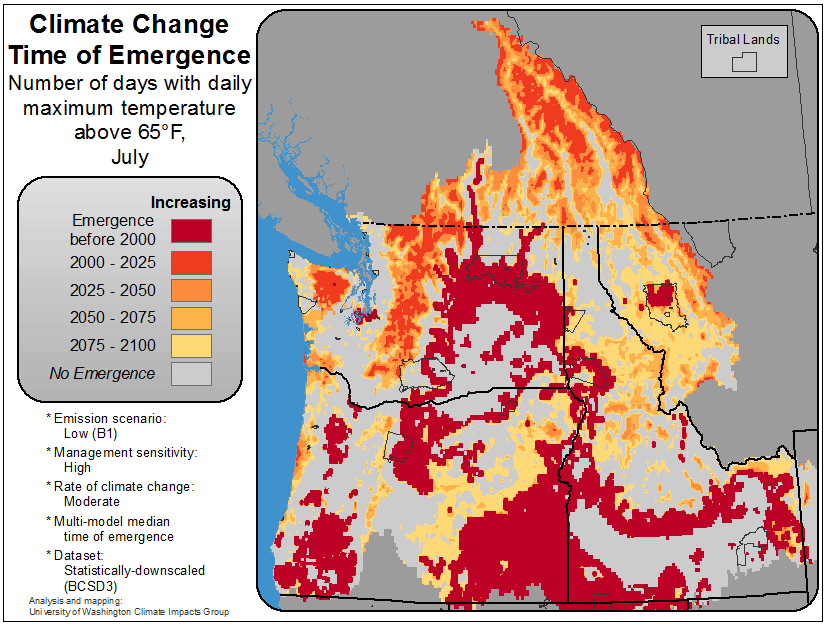 Climate Change
Time of Emergence
Number of days with daily
maximum temperature
above 65°F,
July
Tribal Lands
Increasing
Emergence
before 2000
2000 - 2025
2025 - 2050
2050 - 2075
2075 - 2100
No Emergence
* Emission scenario:
Low (B1)
* Management sensitivity:
High
* Rate of climate change:
Moderate
* Multi-model median
time of emergence
* Dataset:
Statistically-downscaled
(BCSD3)
Analysis and mapping:
University of Washington Climate Impacts Group